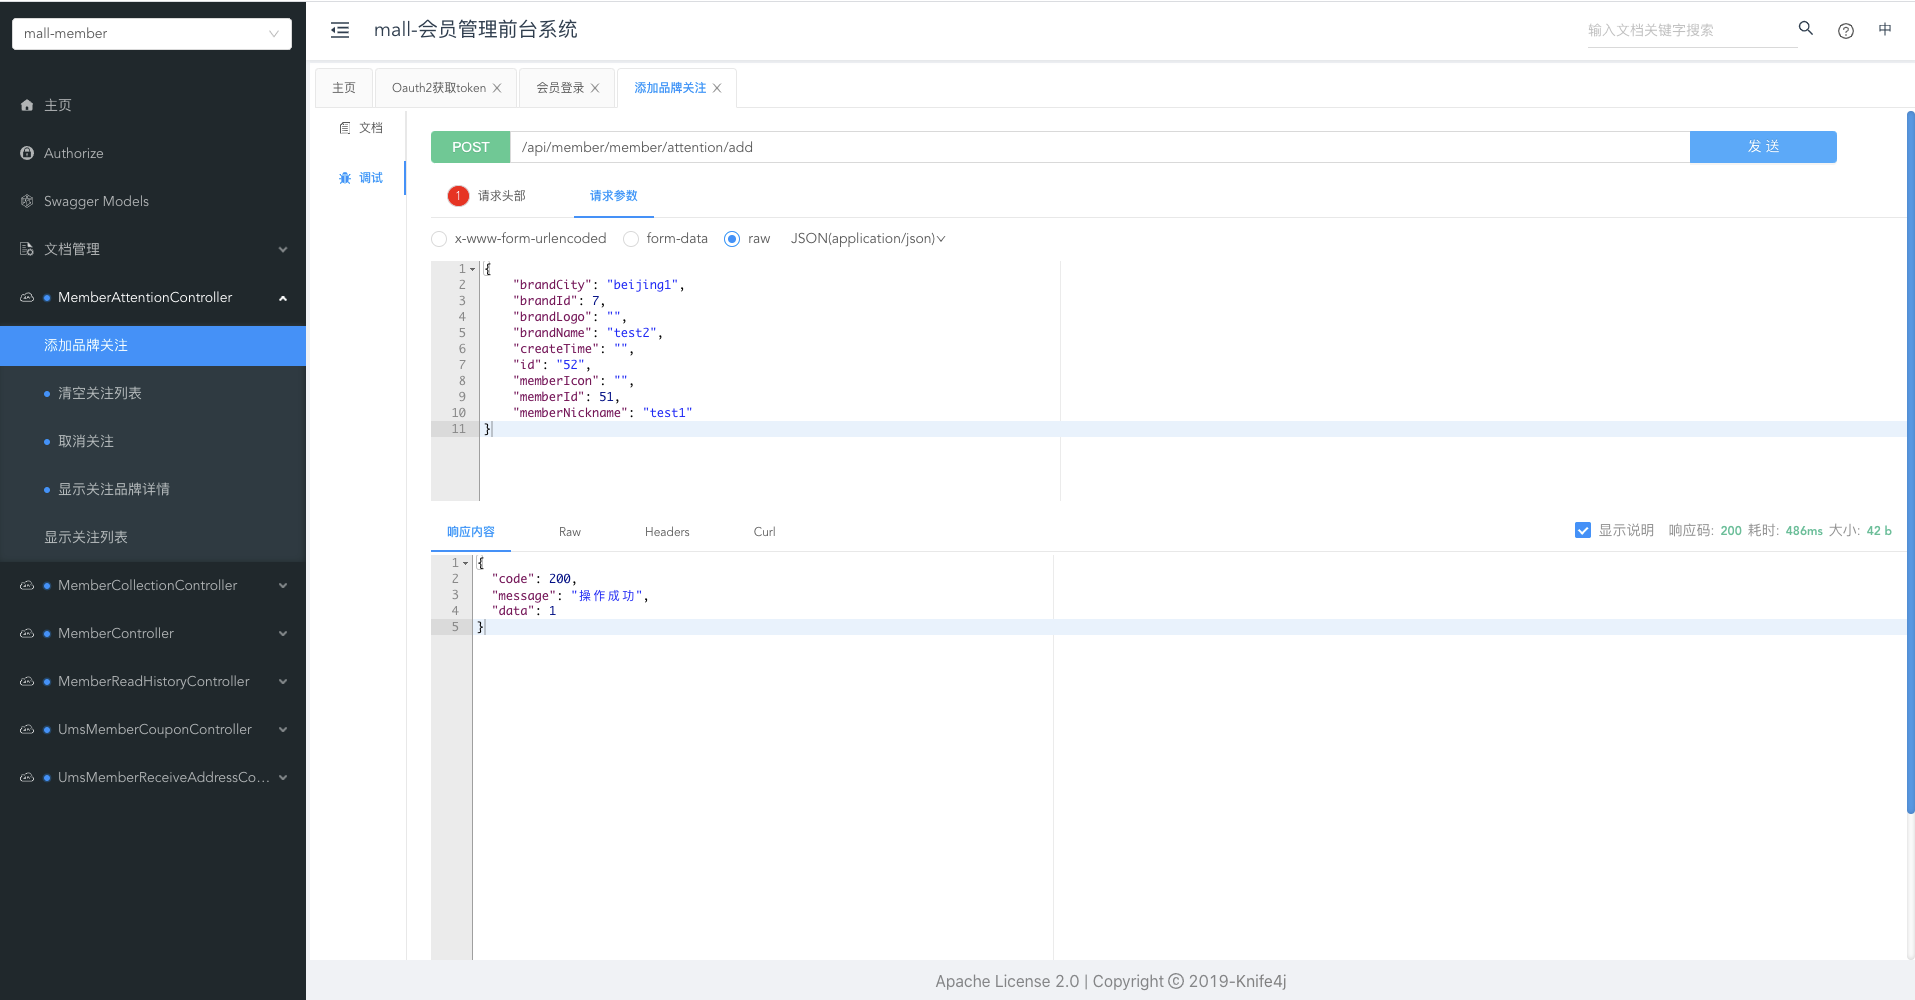 mall-member
主页
Authorize
Swagger Models
文档管理
MemberAttentionController
添加品牌关注
清空关注列表
取消关注
显示关注品牌详情
显示关注列表
MemberCollectionController
MemberController
MemberReadHistoryController
UmsMemberCouponController
UmsMemberReceiveAddressCo...
mall-会员管理前台系统
输入文档关键字搜索
中
主页
Oauth2获取token
会员登录
添加品牌关注
文档
调试
POST /api/member/member/attention/add 发 送
1 请求头部 请求参数
x-www-form-urlencoded form-data raw JSON(application/json)
1 {
2 "brandCity": "beijing1",
3 "brandId": 7,
4 "brandLogo": "",
5 "brandName": "test2",
6 "createTime": "",
7 "id": "52",
8 "memberIcon": "",
9 "memberId": 51,
10 "memberNickname": "test1"
11 }
响应内容 Raw Headers Curl 显示说明 响应码: 200 耗时: 486ms 大小: 42 b
1 {
2 "code": 200,
3 "message": "操作成功",
4 "data": 1
5 }
Apache License 2.0 | Copyright © 2019-Knife4j